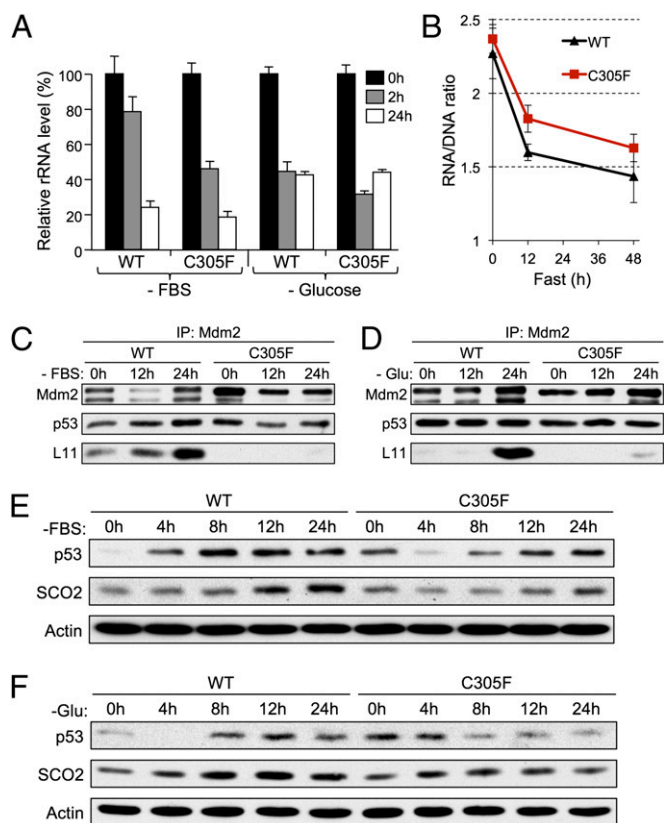 A
Relative rRNA level (%)
100
80
60
40
20
0
0h
2h
24h
WT C305F WT C305F
- FBS - Glucose
B
RNA/DNA ratio
2.5
2
1.5
1
WT
C305F
0 12 24 36 48
Fast (h)
C
IP: Mdm2
WT C305F
- FBS: 0h 12h 24h 0h 12h 24h
Mdm2
p53
L11
D
IP: Mdm2
WT C305F
- Glu: 0h 12h 24h 0h 12h 24h
Mdm2
p53
L11
E
WT C305F
-FBS: 0h 4h 8h 12h 24h 0h 4h 8h 12h 24h
p53
SCO2
Actin
F
WT C305F
-Glu: 0h 4h 8h 12h 24h 0h 4h 8h 12h 24h
p53
SCO2
Actin